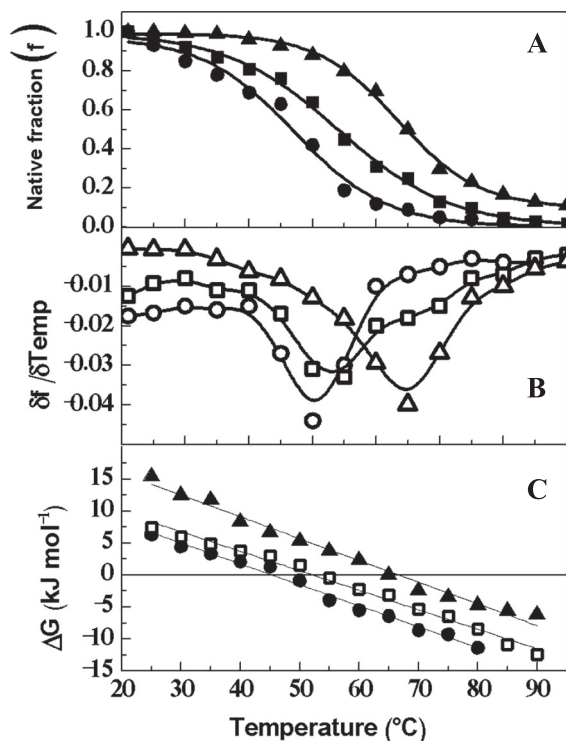 A
Native fraction (f)
1.0
0.8
0.6
0.4
0.2
0.0
B
δf /δTemp
-0.01
-0.02
-0.03
-0.04
C
ΔG (kJ mol⁻¹)
15
10
5
0
-5
-10
-15
20 30 40 50 60 70 80 90
Temperature (°C)